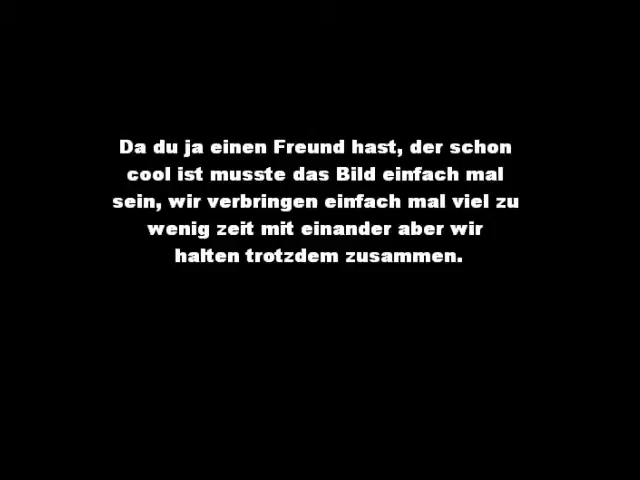 Da du ja einen Freund hast, der schon
cool ist musste das Bild einfach mal
sein, wir verbringen einfach mal viel zu
wenig zeit mit einander aber wir
halten trotzdem zusammen.